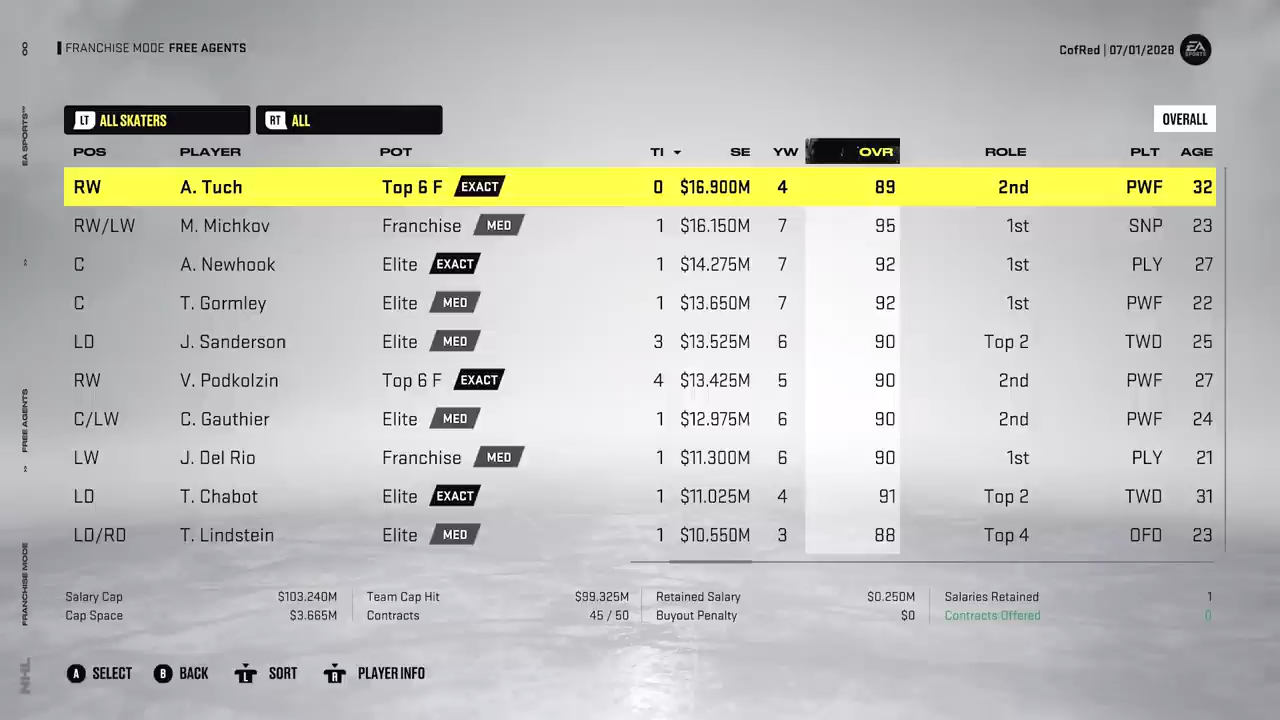 FRANCHISE MODE FREE AGENTS
CofRed | 07/01/2028 EA SPORTS
LT ALL SKATERS RT ALL OVERALL
POS PLAYER POT TI SE YW OVR ROLE PLT AGE
RW A. Tuch Top 6 F EXACT 0 $16.900M 4 89 2nd PWF 32
RW/LW M. Michkov Franchise MED 1 $16.150M 7 95 1st SNP 23
C A. Newhook Elite EXACT 1 $14.275M 7 92 1st PLY 27
C T. Gormley Elite MED 1 $13.650M 7 92 1st PWF 22
LD J. Sanderson Elite MED 3 $13.525M 6 90 Top 2 TWD 25
RW V. Podkolzin Top 6 F EXACT 4 $13.425M 5 90 2nd PWF 27
C/LW C. Gauthier Elite MED 1 $12.975M 6 90 2nd PWF 24
LW J. Del Rio Franchise MED 1 $11.300M 6 90 1st PLY 21
LD T. Chabot Elite EXACT 1 $11.025M 4 91 Top 2 TWD 31
LD/RD T. Lindstein Elite MED 1 $10.550M 3 88 Top 4 OFD 23
Salary Cap $103.240M Team Cap Hit $99.325M Retained Salary $0.250M Salaries Retained 1
Cap Space $3.665M Contracts 45 / 50 Buyout Penalty $0 Contracts Offered 0
A SELECT B BACK L SORT R PLAYER INFO
NHL FRANCHISE MODE » FREE AGENTS » EA SPORTS™